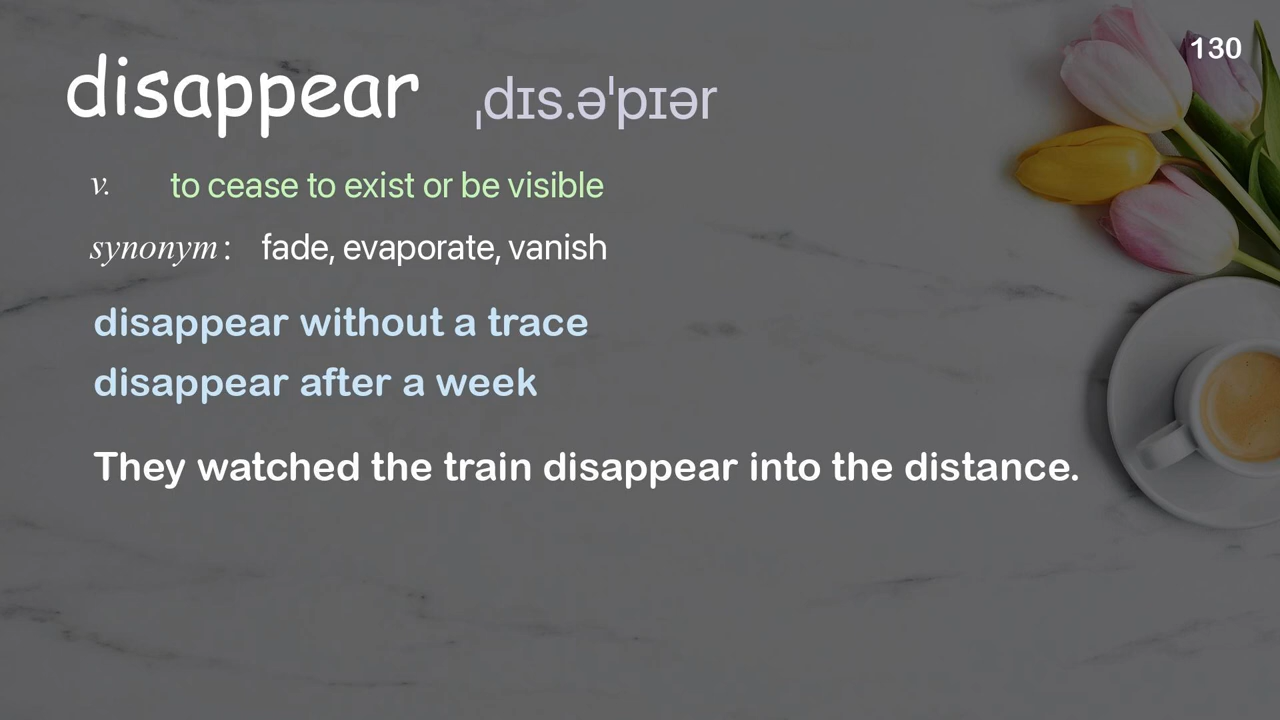 130
disappear ˌdɪs.əˈpɪər
v. to cease to exist or be visible
synonym: fade, evaporate, vanish
disappear without a trace
disappear after a week
They watched the train disappear into the distance.